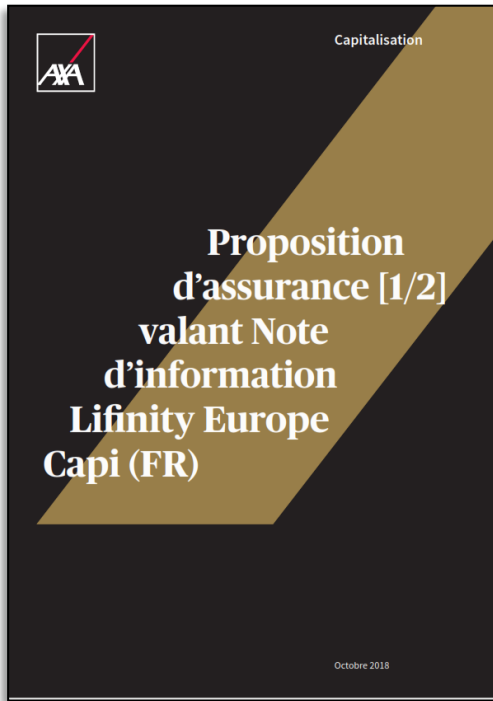 Capitalisation
AXA
Proposition
d'assurance [1/2]
valant Note
d'information
Lifinity Europe
Capi (FR)
Octobre 2018